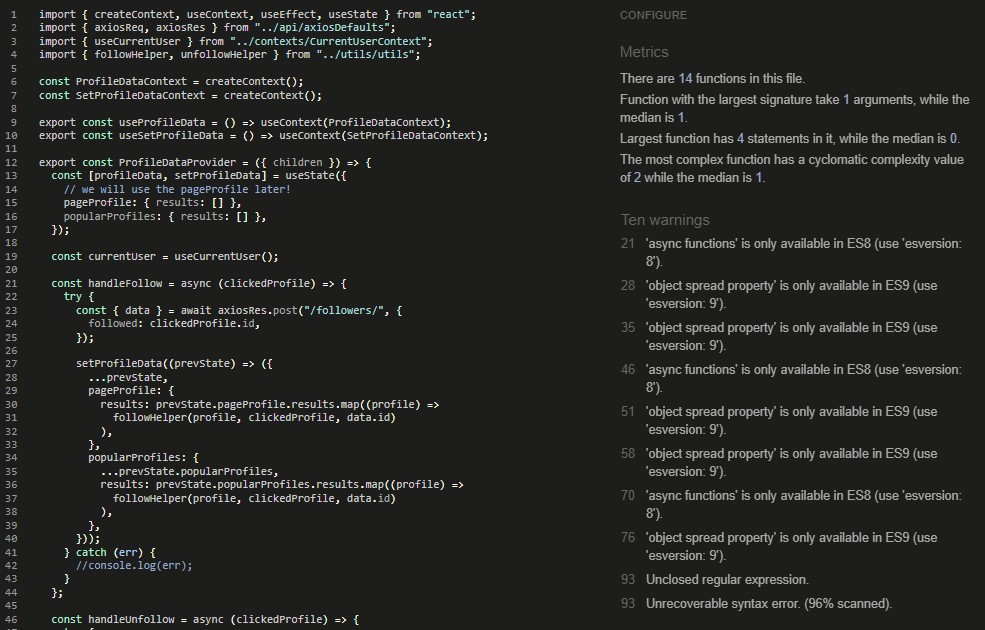 1 import { createContext, useContext, useEffect, useState } from "react";
2 import { axiosReq, axiosRes } from "../api/axiosDefaults";
3 import { useCurrentUser } from "../contexts/CurrentUserContext";
4 import { followHelper, unfollowHelper } from "../utils/utils";
5
6 const ProfileDataContext = createContext();
7 const SetProfileDataContext = createContext();
8
9 export const useProfileData = () => useContext(ProfileDataContext);
10 export const useSetProfileData = () => useContext(SetProfileDataContext);
11
12 export const ProfileDataProvider = ({ children }) => {
13 const [profileData, setProfileData] = useState({
14 // we will use the pageProfile later!
15 pageProfile: { results: [] },
16 popularProfiles: { results: [] },
17 });
18
19 const currentUser = useCurrentUser();
20
21 const handleFollow = async (clickedProfile) => {
22 try {
23 const { data } = await axiosRes.post("/followers/", {
24 followed: clickedProfile.id,
25 });
26
27 setProfileData((prevState) => ({
28 ...prevState,
29 pageProfile: {
30 results: prevState.pageProfile.results.map((profile) =>
31 followHelper(profile, clickedProfile, data.id)
32 ),
33 },
34 popularProfiles: {
35 ...prevState.popularProfiles,
36 results: prevState.popularProfiles.results.map((profile) =>
37 followHelper(profile, clickedProfile, data.id)
38 ),
39 },
40 }));
41 } catch (err) {
42 //console.log(err);
43 }
44 };
45
46 const handleUnfollow = async (clickedProfile) => {
CONFIGURE
Metrics
There are 14 functions in this file.
Function with the largest signature take 1 arguments, while the
median is 1.
Largest function has 4 statements in it, while the median is 0.
The most complex function has a cyclomatic complexity value
of 2 while the median is 1.
Ten warnings
21 'async functions' is only available in ES8 (use 'esversion:
8').
28 'object spread property' is only available in ES9 (use
'esversion: 9').
35 'object spread property' is only available in ES9 (use
'esversion: 9').
46 'async functions' is only available in ES8 (use 'esversion:
8').
51 'object spread property' is only available in ES9 (use
'esversion: 9').
58 'object spread property' is only available in ES9 (use
'esversion: 9').
70 'async functions' is only available in ES8 (use 'esversion:
8').
76 'object spread property' is only available in ES9 (use
'esversion: 9').
93 Unclosed regular expression.
93 Unrecoverable syntax error. (96% scanned).